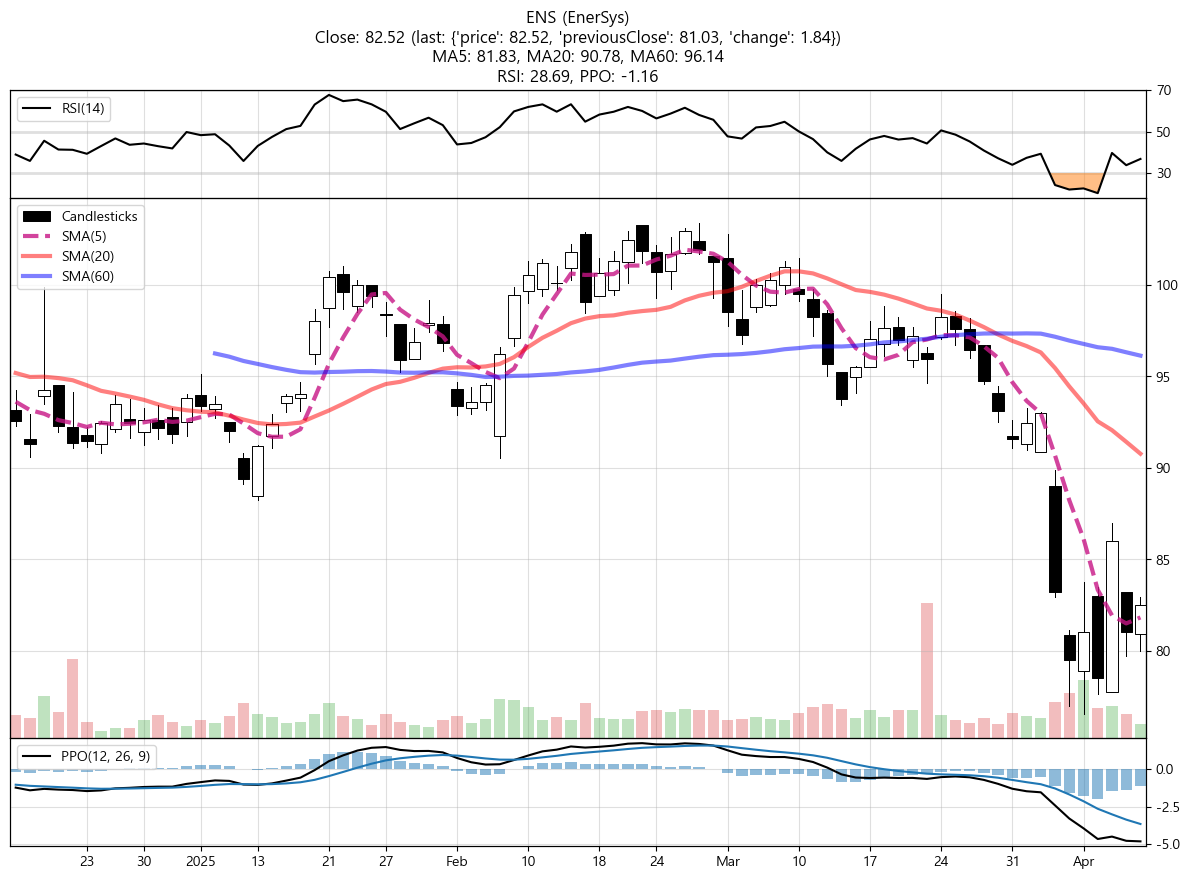 ENS (EnerSys)
Close: 82.52 (last: {'price': 82.52, 'previousClose': 81.03, 'change': 1.84})
MA5: 81.83, MA20: 90.78, MA60: 96.14
RSI: 28.69, PPO: -1.16
RSI(14)
70
50
30
Candlesticks
SMA(5)
SMA(20)
SMA(60)
100
95
90
85
80
PPO(12, 26, 9)
0.0
-2.5
-5.0
23 30 2025 13 21 27 Feb 10 18 24 Mar 10 17 24 31 Apr